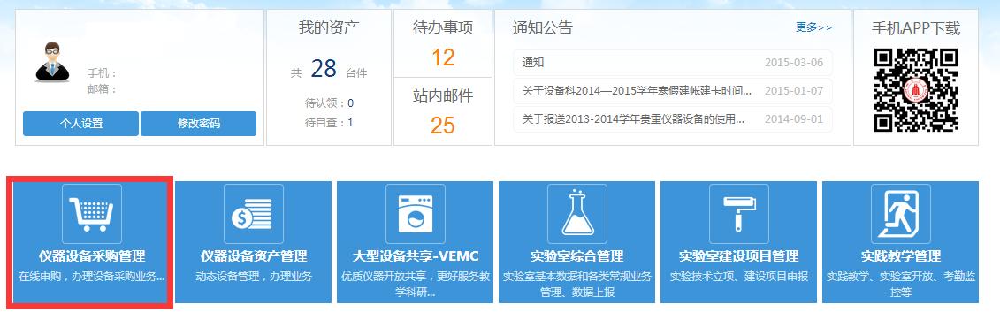 手机：
邮箱：
个人设置
修改密码
我的资产
共 28 台件
待认领：0
待自查：1
待办事项
12
站内邮件
25
通知公告
更多>>
通知
2015-03-06
关于设备科2014—2015学年寒假建帐建卡时间...
2015-01-07
关于报送2013-2014学年贵重仪器设备的使用...
2014-09-01
手机APP下载
仪器设备采购管理
在线申购，办理设备采购业务...
仪器设备资产管理
动态设备管理，办理业务
大型设备共享-VEMC
优质仪器开放共享，更好服务教
学科研...
实验室综合管理
实验室基本数据和各类常规业务
管理、数据上报
实验室建设项目管理
实验技术立项、建设项目申报
实践教学管理
实践教学、实验室开放、考勤监
控等